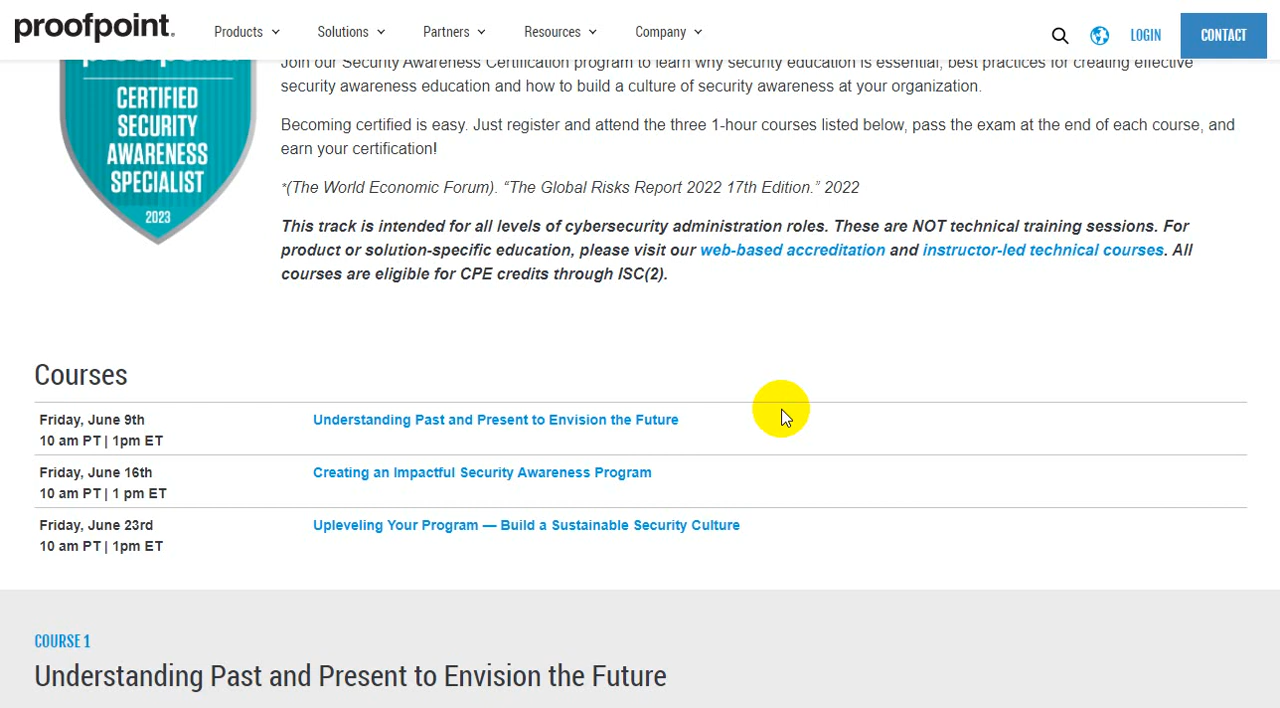 proofpoint.
Products
Solutions
Partners
Resources
Company
LOGIN
CONTACT
proofpoint
CERTIFIED
SECURITY
AWARENESS
SPECIALIST
2023
Join our Security Awareness Certification program to learn why security education is essential, best practices for creating effective
security awareness education and how to build a culture of security awareness at your organization.
Becoming certified is easy. Just register and attend the three 1-hour courses listed below, pass the exam at the end of each course, and
earn your certification!
*(The World Economic Forum). “The Global Risks Report 2022 17th Edition.” 2022
This track is intended for all levels of cybersecurity administration roles. These are NOT technical training sessions. For
product or solution-specific education, please visit our web-based accreditation and instructor-led technical courses. All
courses are eligible for CPE credits through ISC(2).
Courses
Friday, June 9th
10 am PT | 1pm ET
Understanding Past and Present to Envision the Future
Friday, June 16th
10 am PT | 1 pm ET
Creating an Impactful Security Awareness Program
Friday, June 23rd
10 am PT | 1pm ET
Upleveling Your Program — Build a Sustainable Security Culture
COURSE 1
Understanding Past and Present to Envision the Future